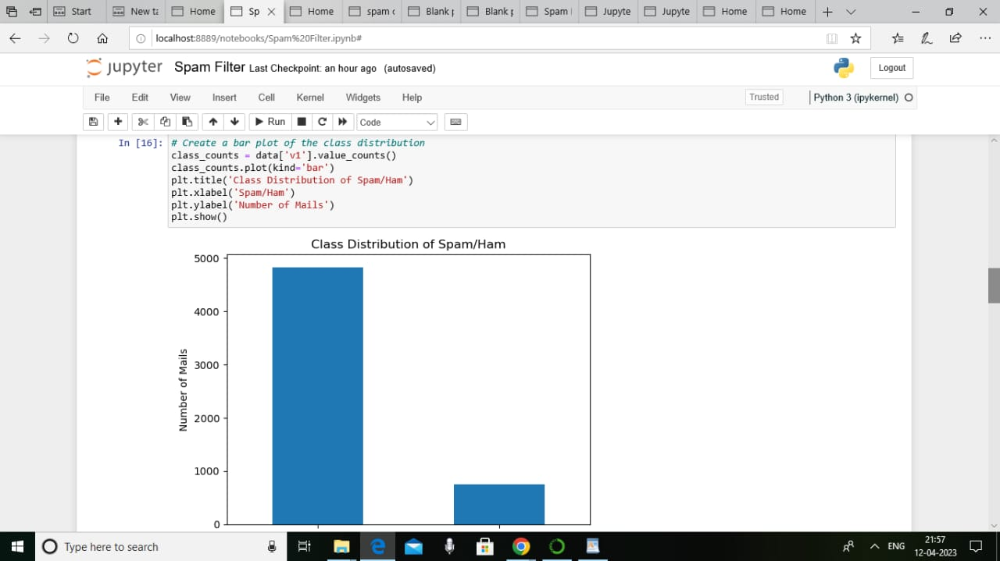 Start
New ta
Home
Sp
Home
spam c
Blank p
Blank p
Spam
Jupyte
Jupyte
Home
Home
localhost:8889/notebooks/Spam%20Filter.ipynb#
jupyter Spam Filter Last Checkpoint: an hour ago (autosaved)
Logout
File Edit View Insert Cell Kernel Widgets Help
Trusted
Python 3 (ipykernel)
Run
Code
In [16]:
# Create a bar plot of the class distribution
class_counts = data['v1'].value_counts()
class_counts.plot(kind='bar')
plt.title('Class Distribution of Spam/Ham')
plt.xlabel('Spam/Ham')
plt.ylabel('Number of Mails')
plt.show()
Class Distribution of Spam/Ham
5000
4000
3000
2000
1000
0
Number of Mails
Type here to search
ENG
21:57
12-04-2023